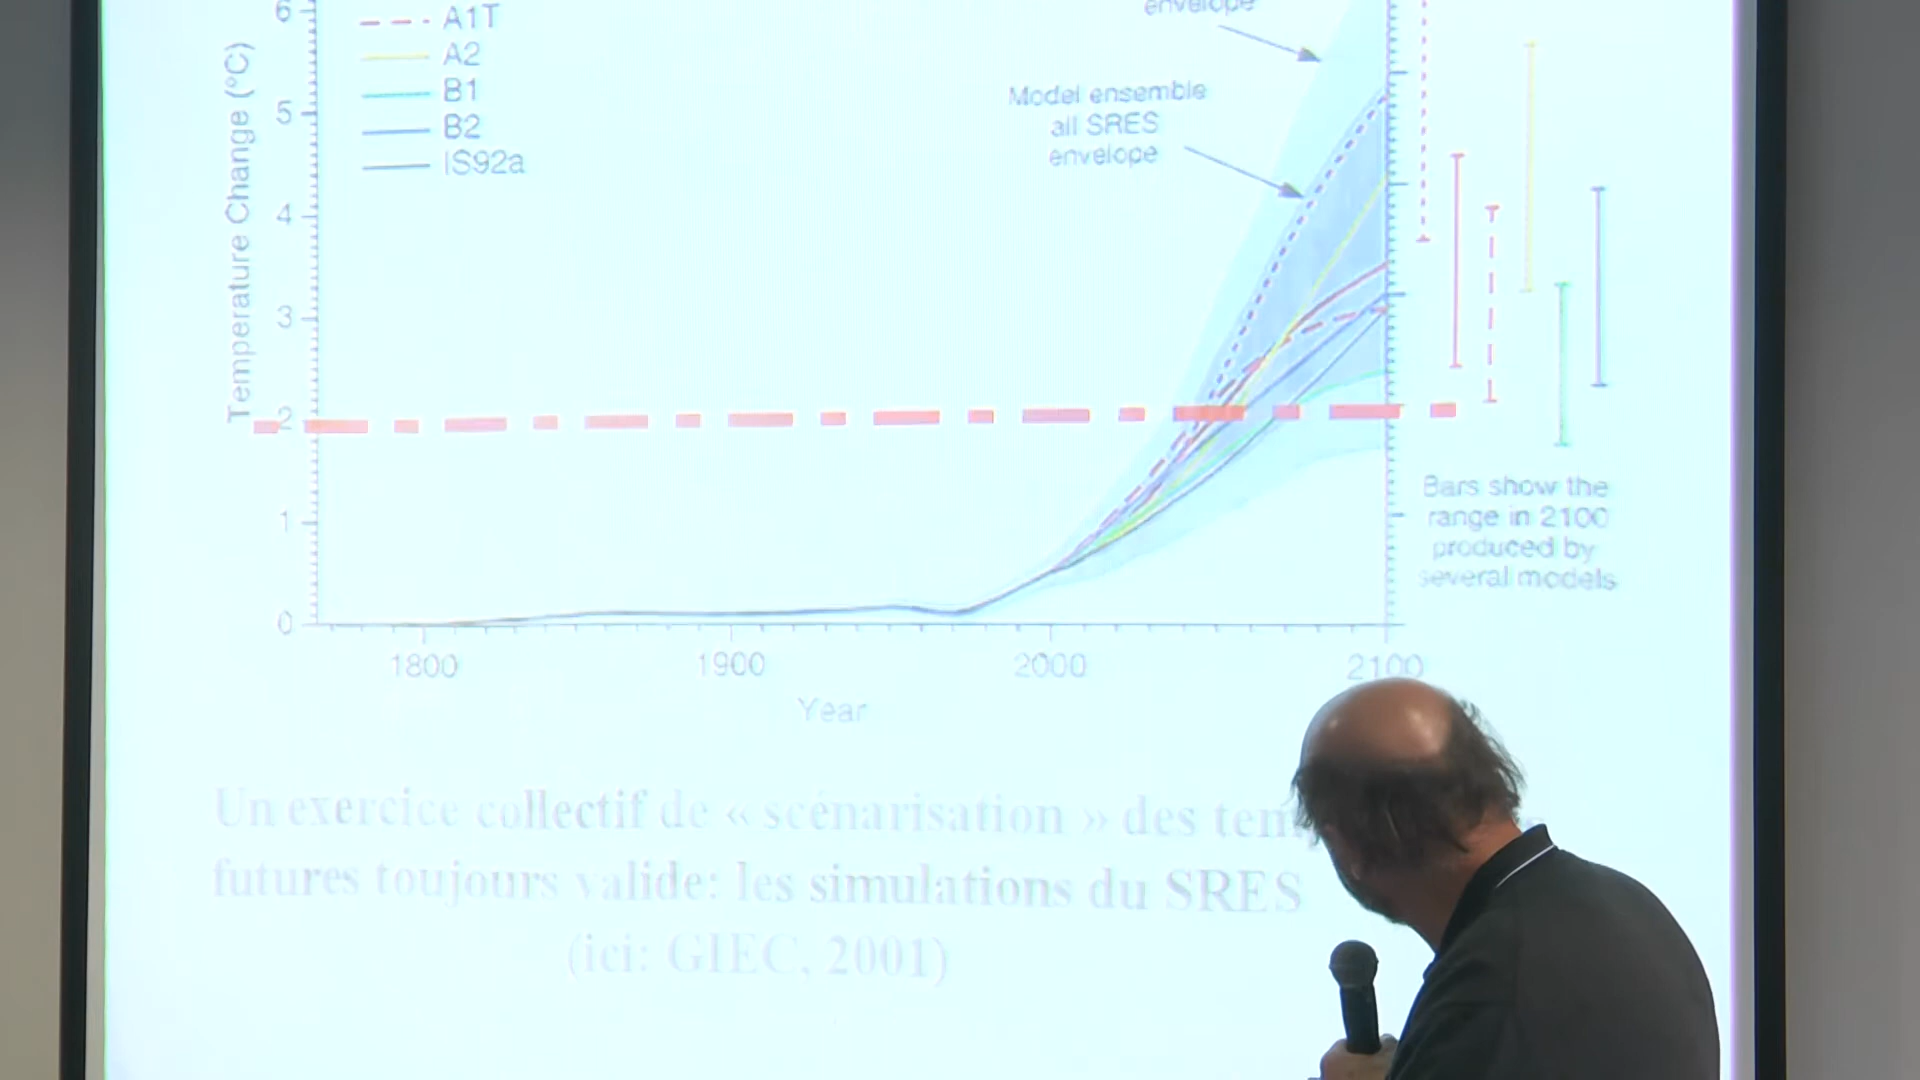 6
A1T
envelope
Temperature Change (°C)
A2
B1
5
Model ensemble
all SRES
envelope
B2
IS92a
4
3
2
1
Bars show the
range in 2100
produced by
several models
0
1800 1900 2000 2100
Year
Un exercice collectif de « scénarisation » des
futures toujours valide: les simulations du SRES
(ici: GIEC, 2001)